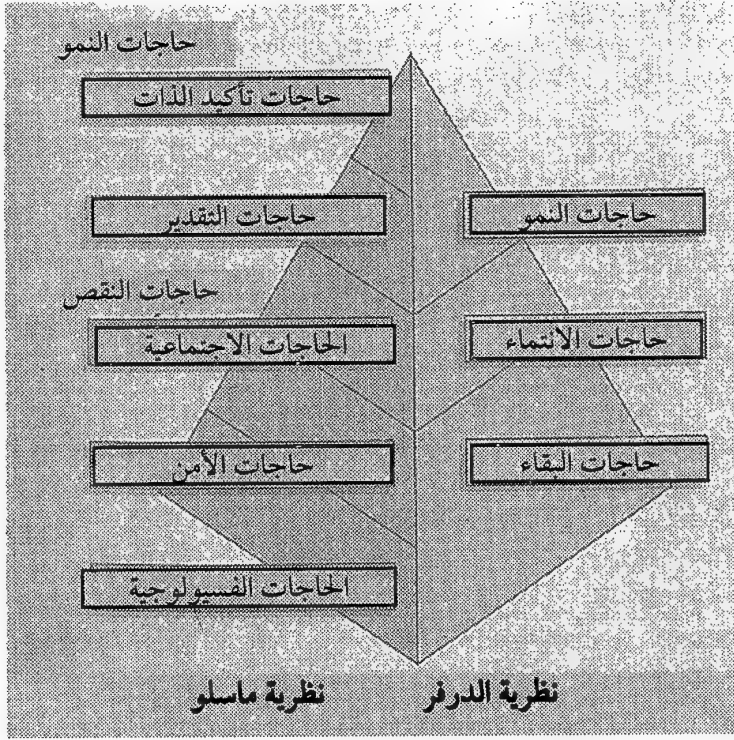 حاجات النمو
حاجات تأكيد الذات
حاجات النمو
حاجات التقدير
حاجات النقص
حاجات الانتماء
الحاجات الاجتماعية
حاجات البقاء
حاجات الأمن
الحاجات الفسيولوجية
نظرية الدرفر
نظرية ماسلو